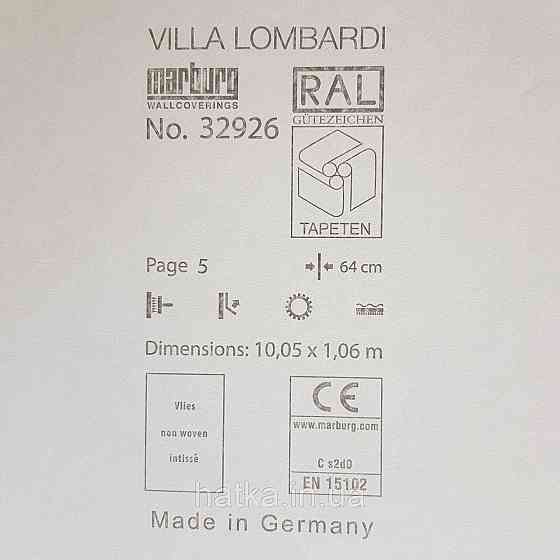 VILLA LOMBARDI
marburg
WALLCOVERINGS
No. 32926
RAL
GÜTEZEICHEN
TAPETEN
Page 5
64 cm
Dimensions: 10,05 x 1,06 m
Vlies
non woven
intissé
CE
www.marburg.com
C s2d0
EN 15102
hatka.in.ua
Made in Germany